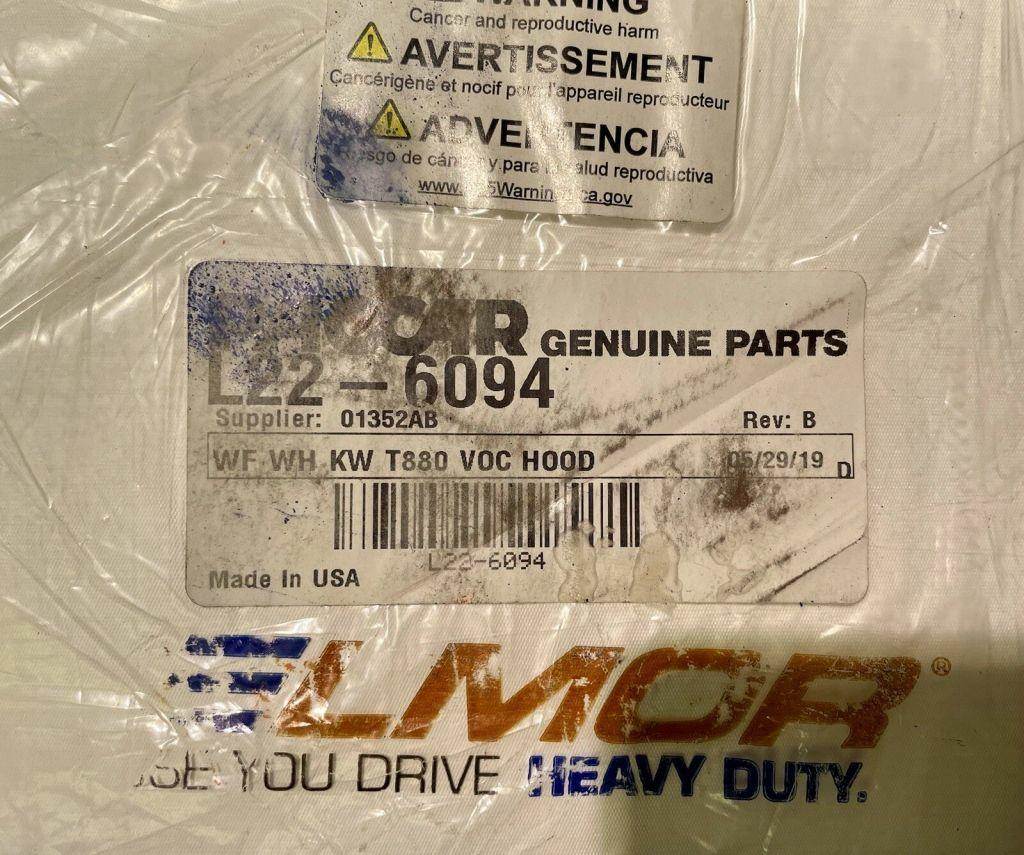 WARNING
Cancer and reproductive harm
AVERTISSEMENT
Cancérigène et nocif pour l'appareil reproducteur
ADVERTENCIA
Riesgo de cáncer y para la salud reproductiva
GENUINE PARTS
L22-6094
Supplier: 01352AB
Rev: B
WF WH KW T880 VOC HOOD 05/29/19 D
L22-6094
Made In USA
ELMOR®
YOU DRIVE HEAVY DUTY.